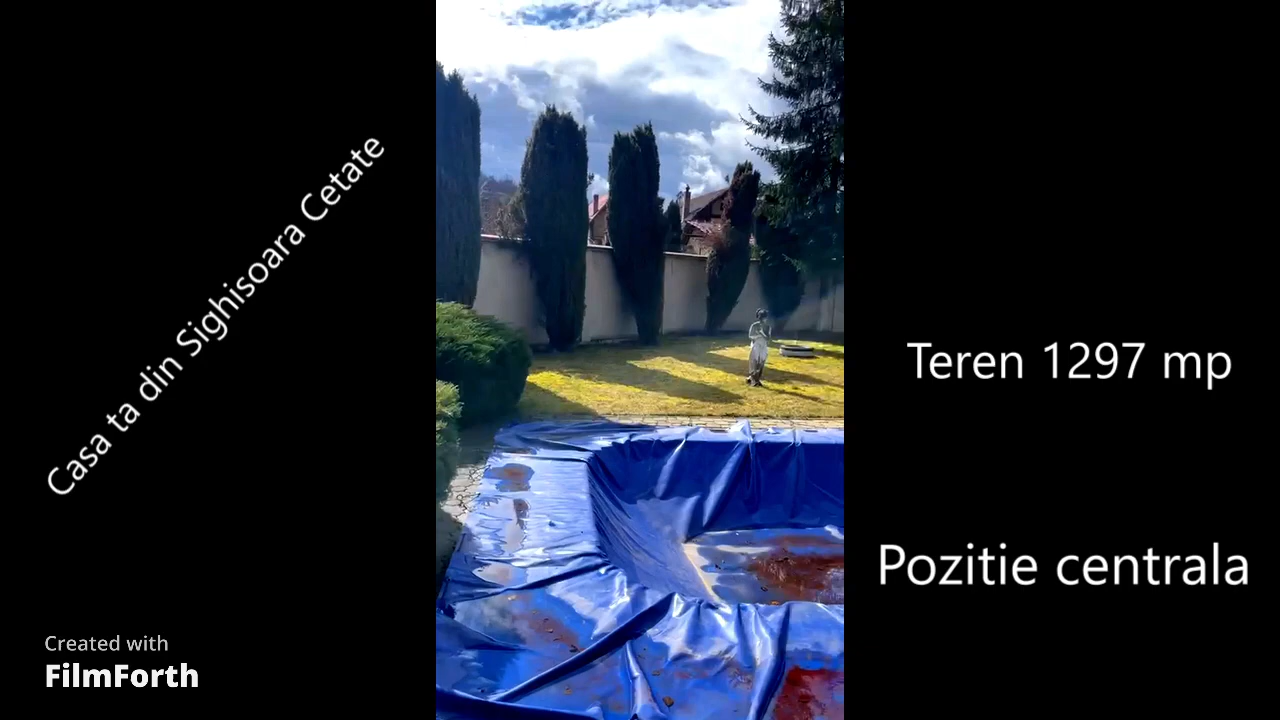 Casa ta din Sighisoara Cetate
Teren 1297 mp
Pozitie centrala
Created with
FilmForth